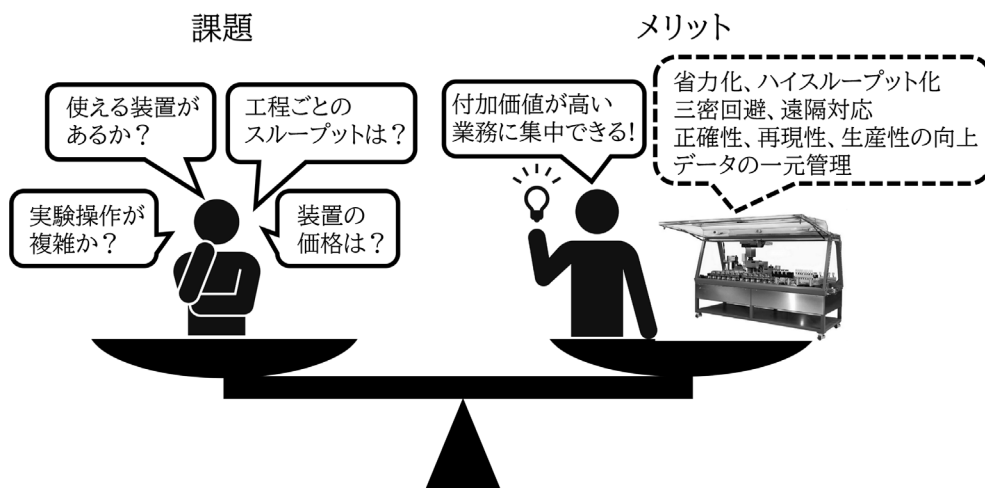 課題
使える装置が
あるか？
工程ごとの
スループットは？
実験操作が
複雑か？
装置の
価格は？
メリット
付加価値が高い
業務に集中できる!
省力化、ハイスループット化
三密回避、遠隔対応
正確性、再現性、生産性の向上
データの一元管理